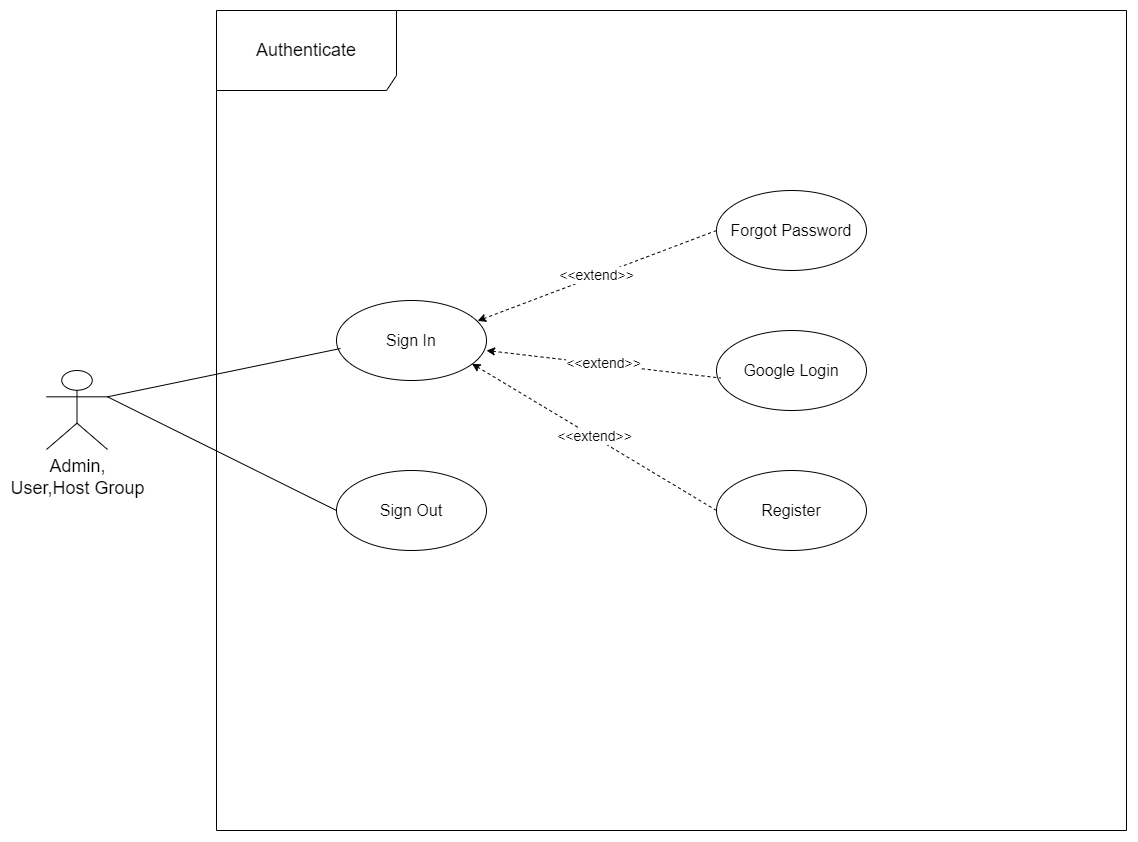 Authenticate
Forgot Password
<<extend>>
Sign In
<<extend>>
Google Login
<<extend>>
Admin,
User,Host Group
Sign Out
Register